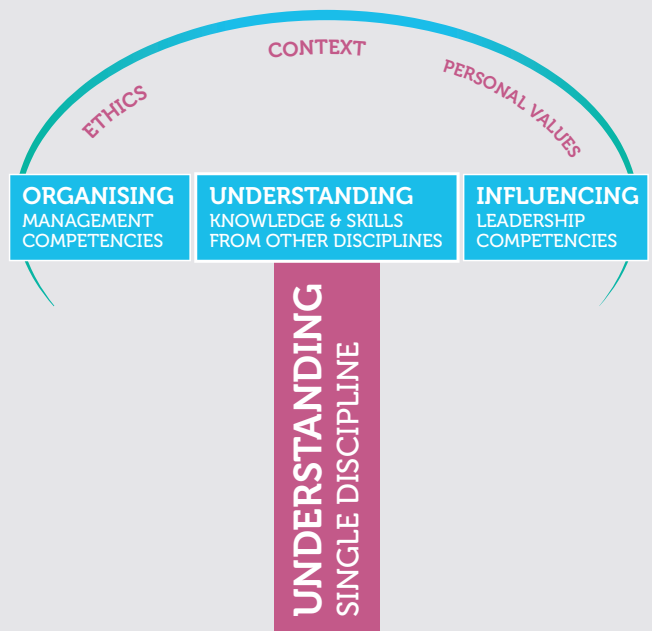 CONTEXT
ETHICS
PERSONAL VALUES
ORGANISING
MANAGEMENT
COMPETENCIES
UNDERSTANDING
KNOWLEDGE & SKILLS
FROM OTHER DISCIPLINES
INFLUENCING
LEADERSHIP
COMPETENCIES
UNDERSTANDING
SINGLE DISCIPLINE